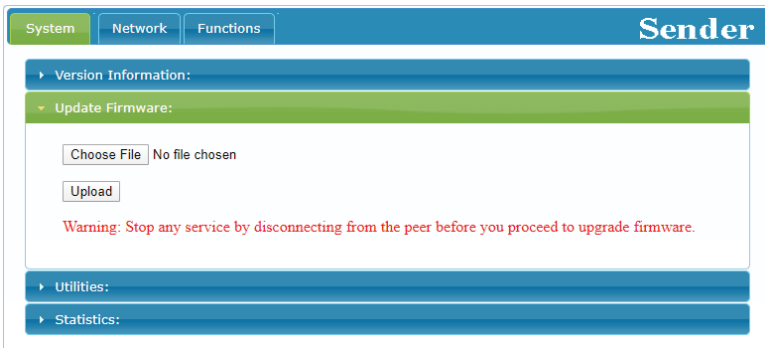 System Network Functions Sender
Version Information:
Update Firmware:
Choose File No file chosen
Upload
Warning: Stop any service by disconnecting from the peer before you proceed to upgrade firmware.
Utilities:
Statistics: